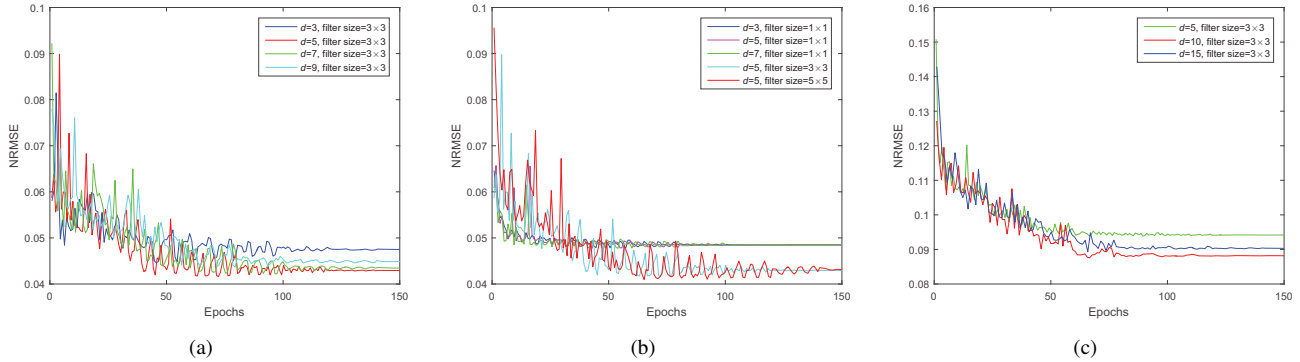 d=3, filter size=3×3
d=5, filter size=3×3
d=7, filter size=3×3
d=9, filter size=3×3
0.1
0.09
0.08
0.07
0.06
0.05
0.04
NRMSE
0
50
100
150
Epochs
(a)
d=3, filter size=1×1
d=5, filter size=1×1
d=7, filter size=1×1
d=5, filter size=3×3
d=5, filter size=5×5
0.1
0.09
0.08
0.07
0.06
0.05
0.04
NRMSE
0
50
100
150
Epochs
(b)
d=5, filter size=3×3
d=10, filter size=3×3
d=15, filter size=3×3
0.16
0.15
0.14
0.13
0.12
0.11
0.1
0.09
0.08
NRMSE
0
50
100
150
Epochs
(c)